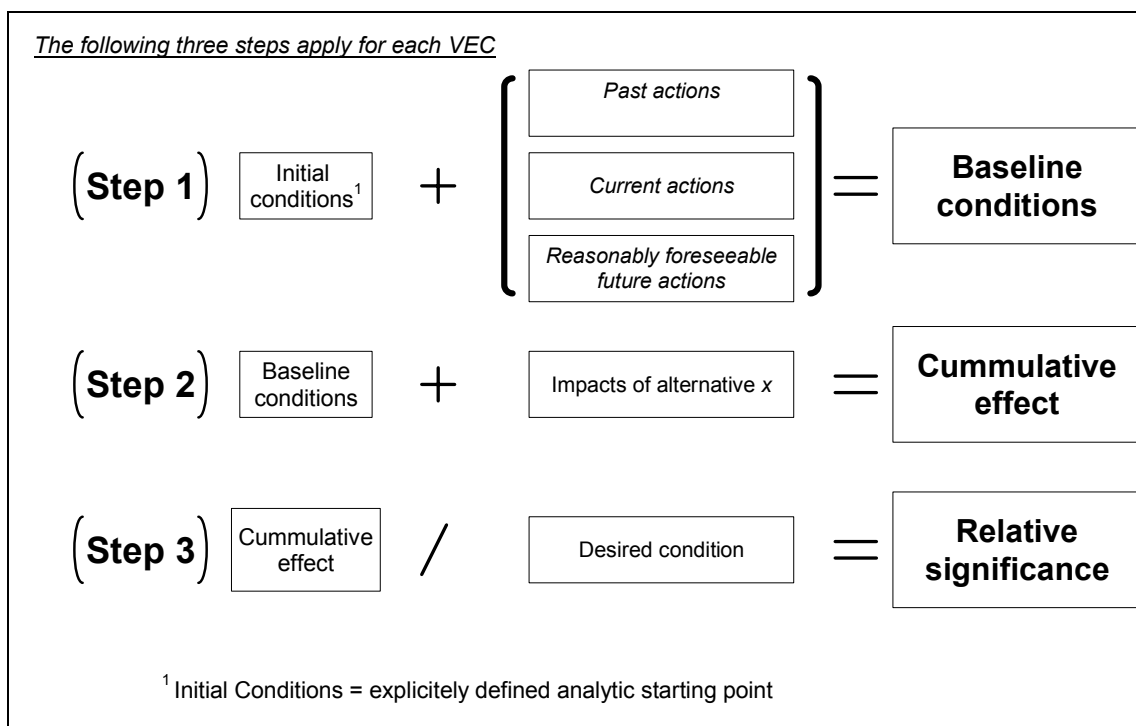 The following three steps apply for each VEC
Past actions
(Step 1)
Initial
conditions¹
+
Current actions
=
Baseline
conditions
Reasonably foreseeable
future actions
(Step 2)
Baseline
conditions
+
Impacts of alternative x
=
Cummulative
effect
(Step 3)
Cummulative
effect
/
Desired condition
=
Relative
significance
¹ Initial Conditions = explicitely defined analytic starting point